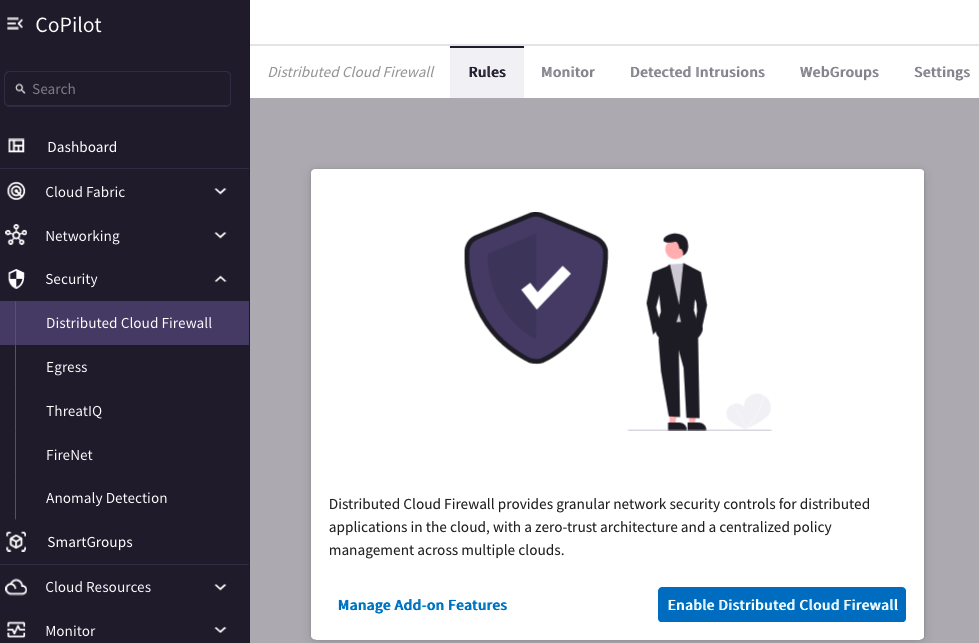 CoPilot
Search
Dashboard
Cloud Fabric
Networking
Security
Distributed Cloud Firewall
Egress
ThreatIQ
FireNet
Anomaly Detection
SmartGroups
Cloud Resources
Monitor
Distributed Cloud Firewall Rules Monitor Detected Intrusions WebGroups Settings
Distributed Cloud Firewall provides granular network security controls for distributed
applications in the cloud, with a zero-trust architecture and a centralized policy
management across multiple clouds.
Manage Add-on Features Enable Distributed Cloud Firewall